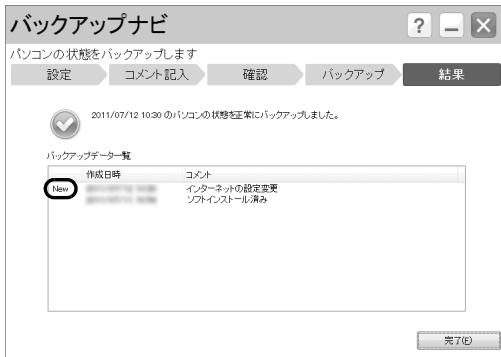 バックアップナビ
?
パソコンの状態をバックアップします
設定 コメント記入 確認 バックアップ 結果
2011/07/12 10:30 のパソコンの状態を正常にバックアップしました。
バックアップデータ一覧
作成日時 コメント
New インターネットの設定変更
ソフトインストール済み
完了(F)